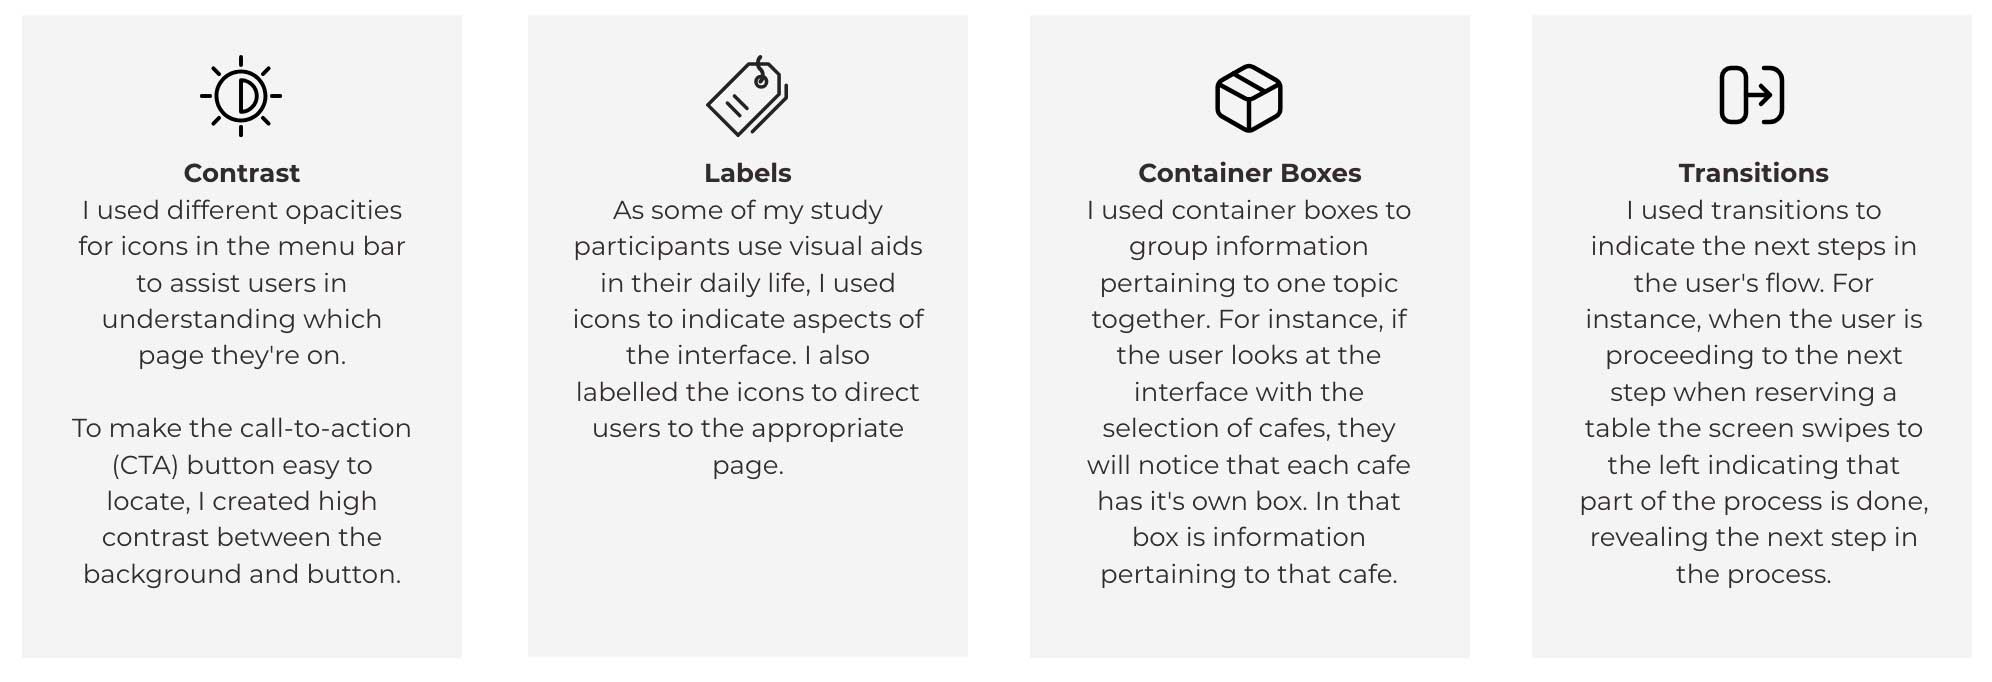 Contrast
I used different opacities
for icons in the menu bar
to assist users in
understanding which
page they're on.
To make the call-to-action
(CTA) button easy to
locate, I created high
contrast between the
background and button.
Labels
As some of my study
participants use visual aids
in their daily life, I used
icons to indicate aspects of
the interface. I also
labelled the icons to direct
users to the appropriate
page.
Container Boxes
I used container boxes to
group information
pertaining to one topic
together. For instance, if
the user looks at the
interface with the
selection of cafes, they
will notice that each cafe
has it's own box. In that
box is information
pertaining to that cafe.
Transitions
I used transitions to
indicate the next steps in
the user's flow. For
instance, when the user is
proceeding to the next
step when reserving a
table the screen swipes to
the left indicating that
part of the process is done,
revealing the next step in
the process.